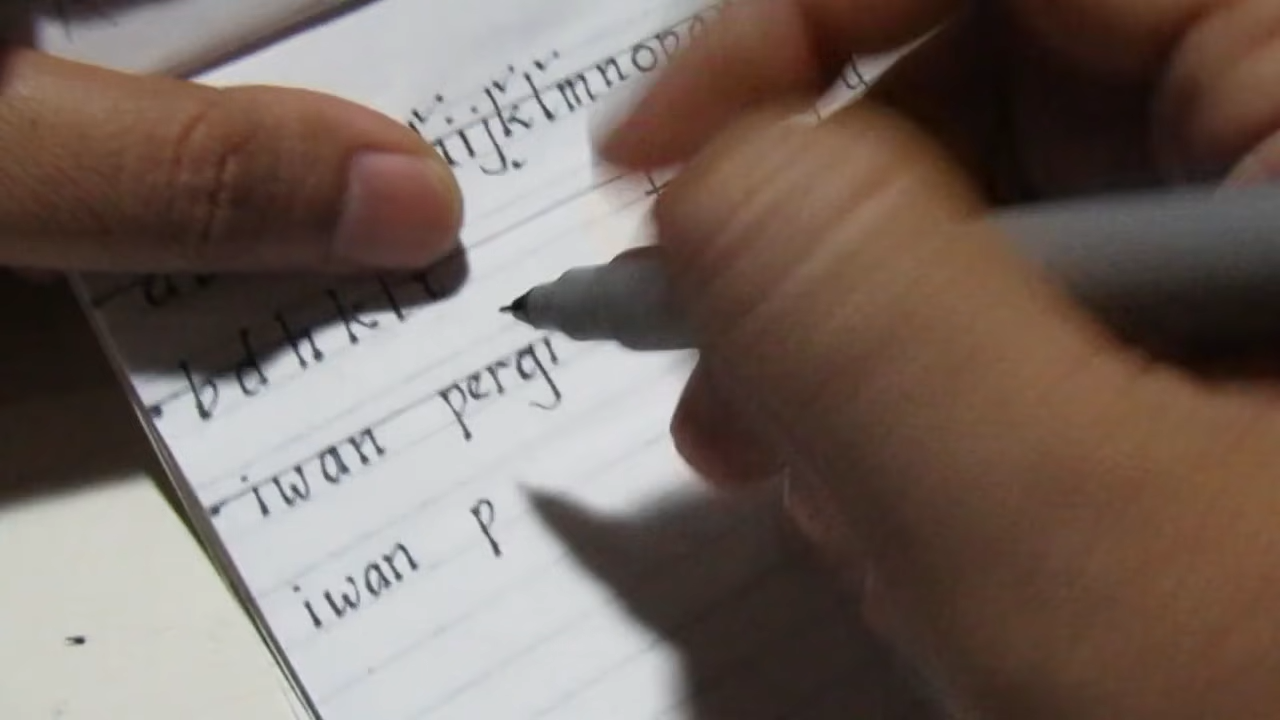 ijklmnop
bdhkl
iwan pergi
iwan p